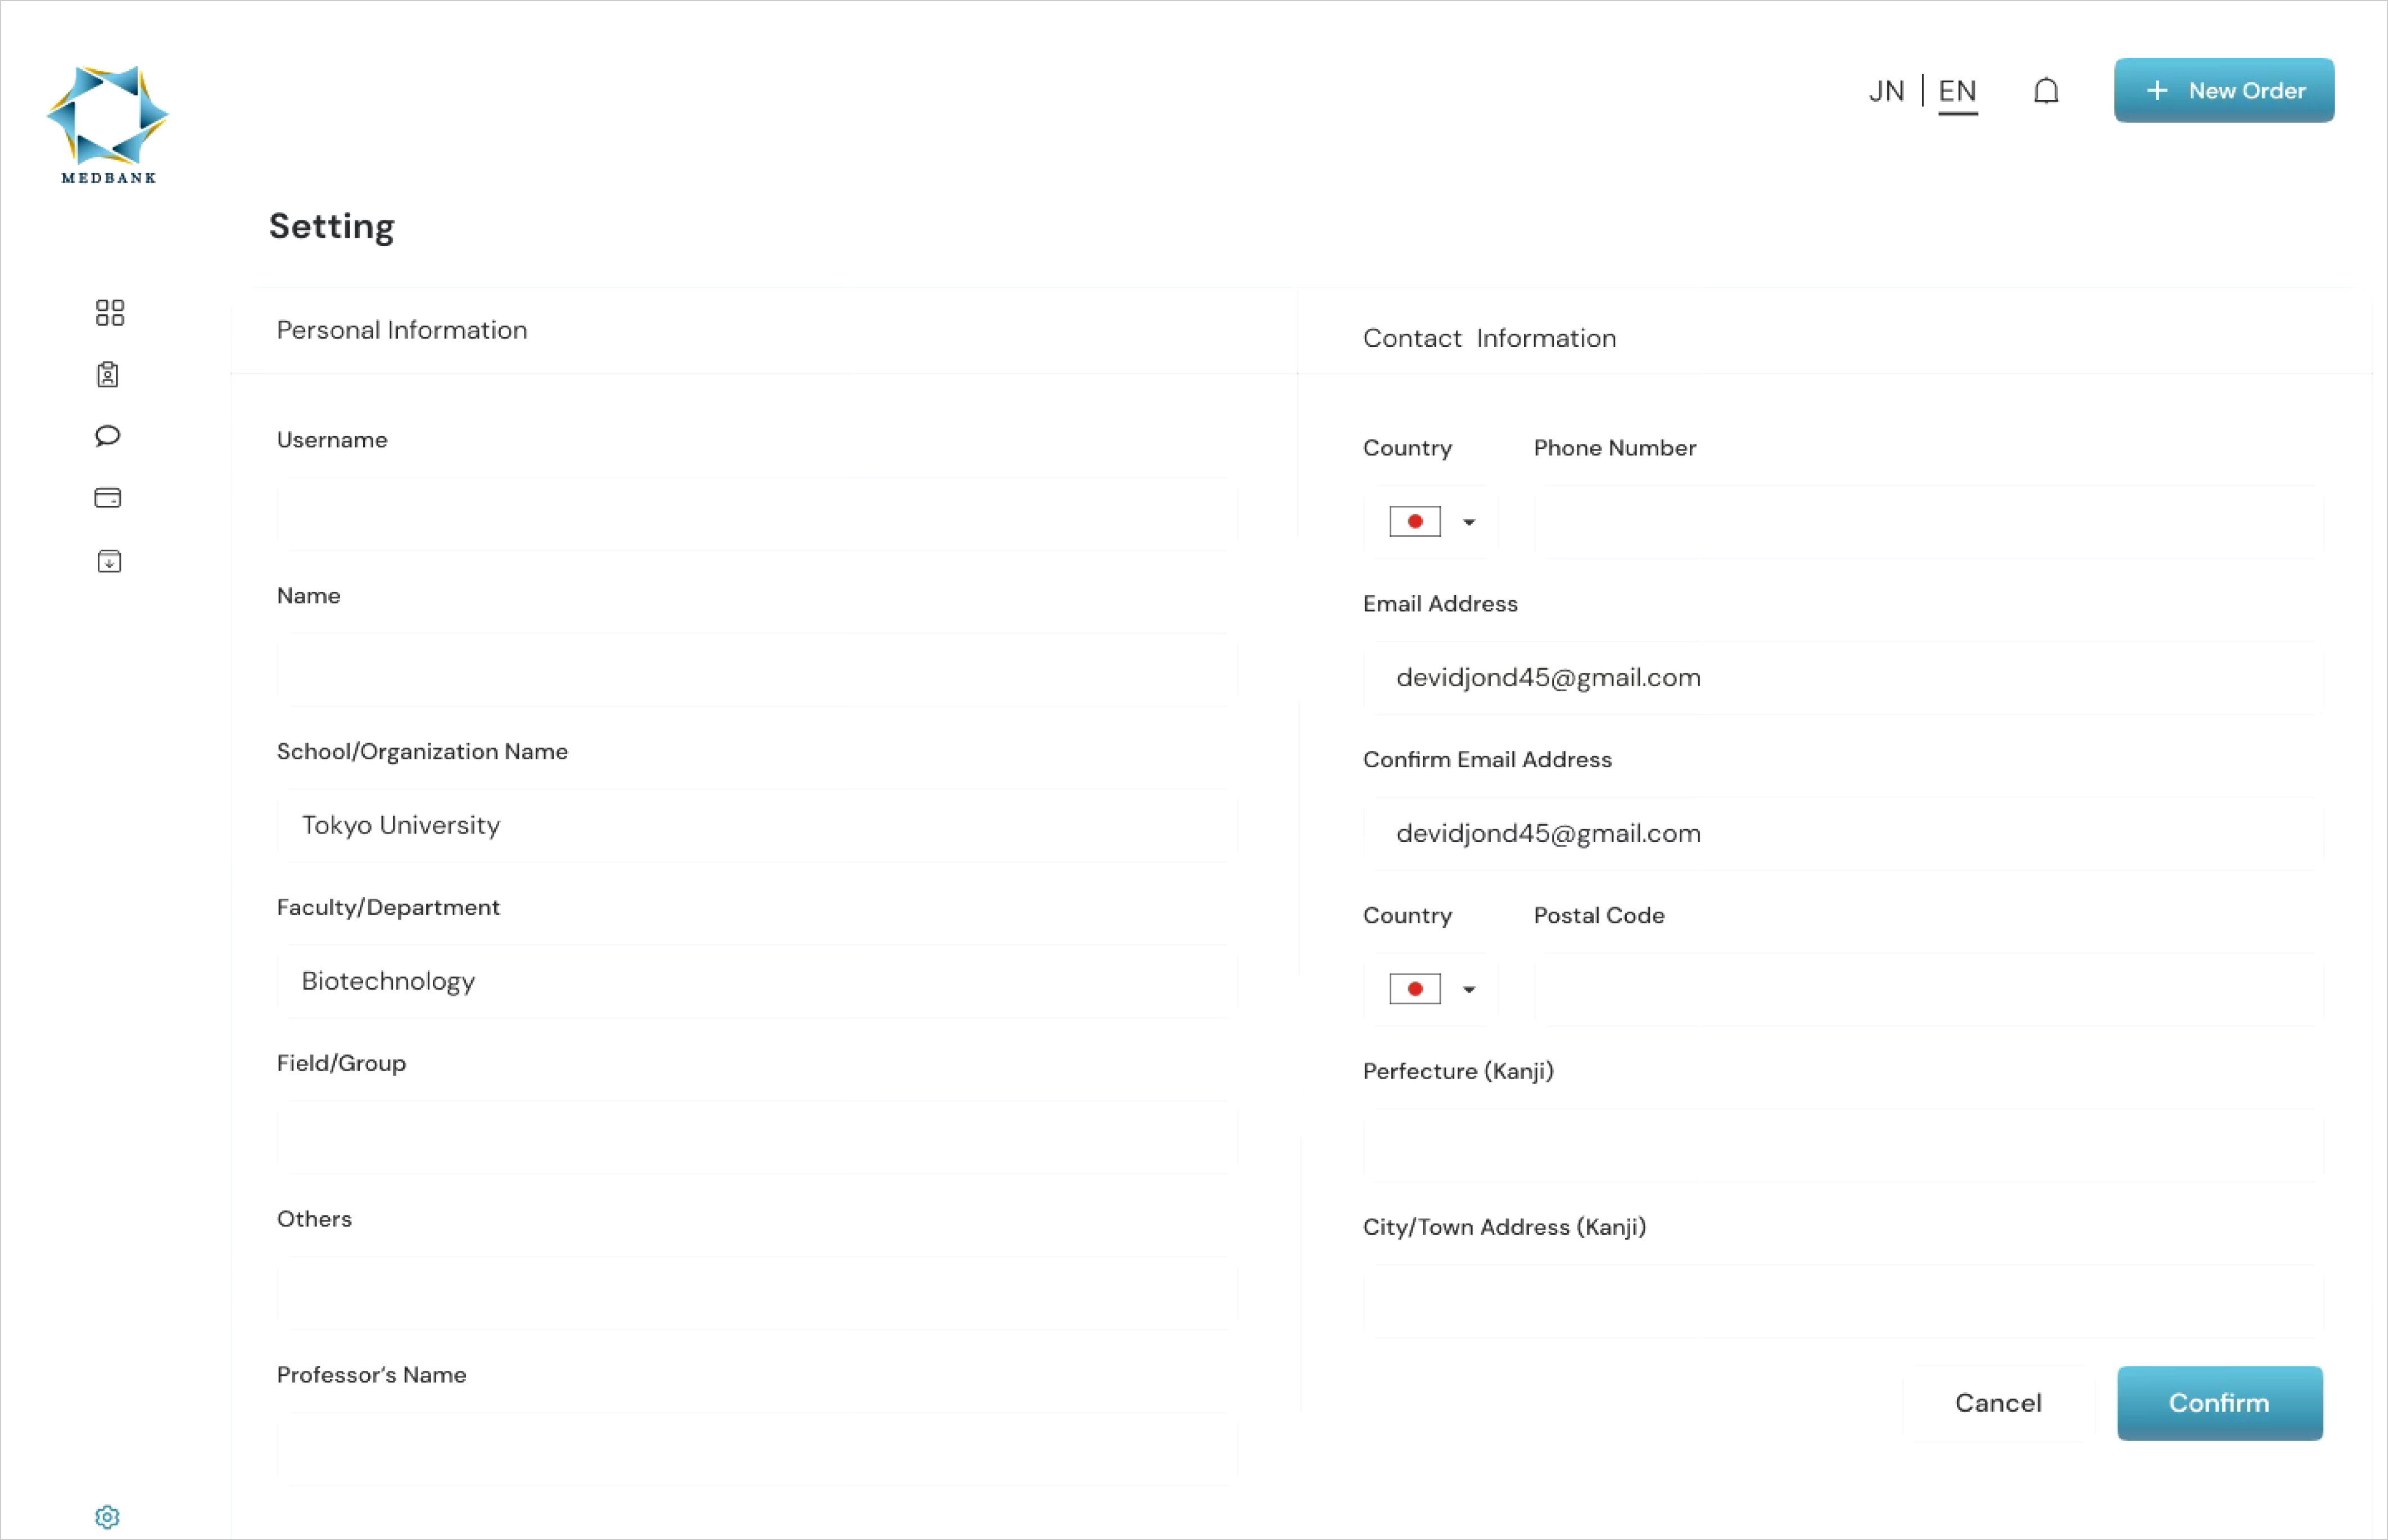 MEDBANK
JN | EN
New Order
Setting
Personal Information
Username
Name
School/Organization Name
Tokyo University
Faculty/Department
Biotechnology
Field/Group
Others
Professor’s Name
Contact Information
Country
Phone Number
Email Address
devidjond45@gmail.com
Confirm Email Address
devidjond45@gmail.com
Country
Postal Code
Perfecture (Kanji)
City/Town Address (Kanji)
Cancel
Confirm